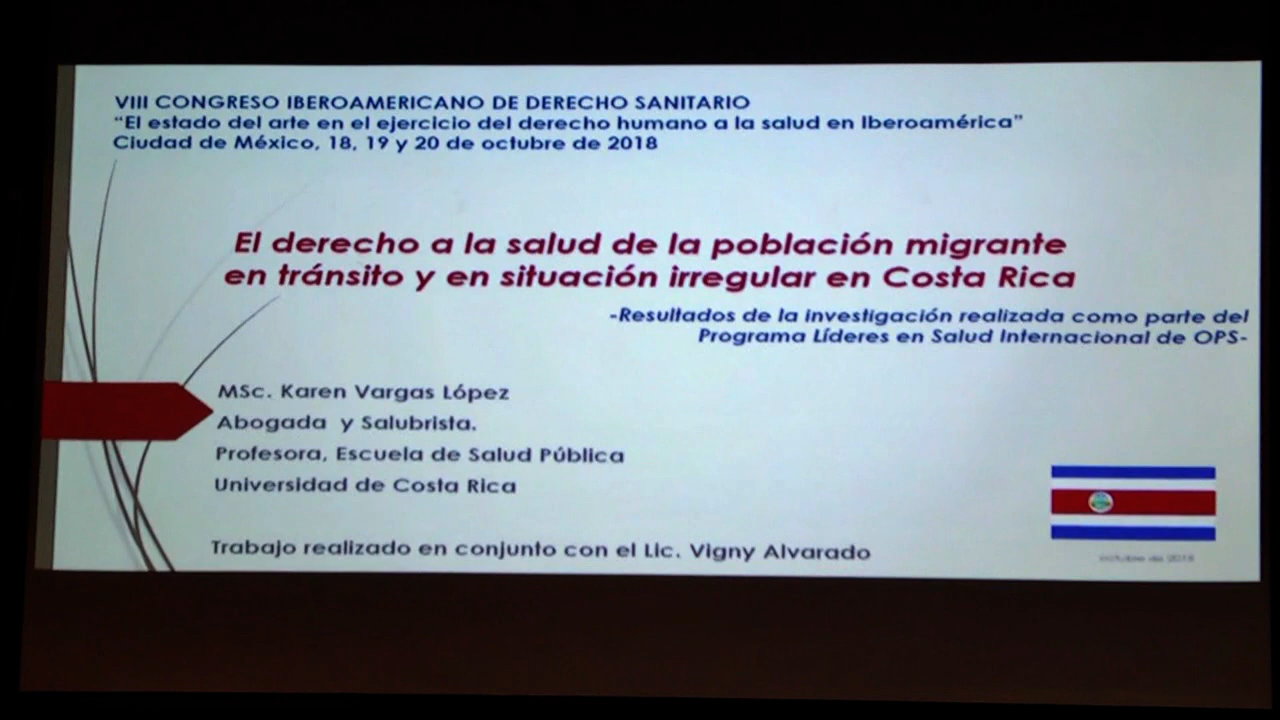 VIII CONGRESO IBEROAMERICANO DE DERECHO SANITARIO
“El estado del arte en el ejercicio del derecho humano a la salud en Iberoamérica”
Ciudad de México, 18, 19 y 20 de octubre de 2018
El derecho a la salud de la población migrante
en tránsito y en situación irregular en Costa Rica
-Resultados de la investigación realizada como parte del
Programa Líderes en Salud Internacional de OPS-
MSc. Karen Vargas López
Abogada y Salubrista.
Profesora, Escuela de Salud Pública
Universidad de Costa Rica
Trabajo realizado en conjunto con el Lic. Vigny Alvarado
octubre de 2018